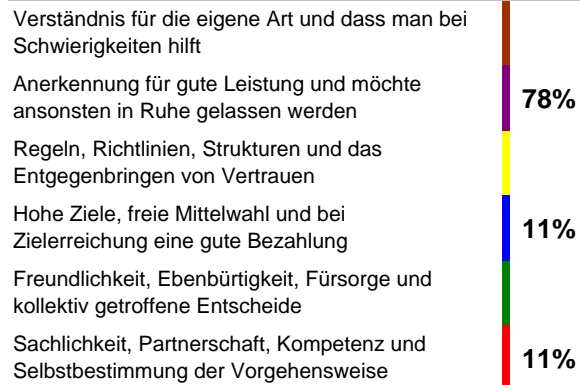 Verständnis für die eigene Art und dass man bei
Schwierigkeiten hilft
Anerkennung für gute Leistung und möchte
ansonsten in Ruhe gelassen werden
78%
Regeln, Richtlinien, Strukturen und das
Entgegenbringen von Vertrauen
Hohe Ziele, freie Mittelwahl und bei
Zielerreichung eine gute Bezahlung
11%
Freundlichkeit, Ebenbürtigkeit, Fürsorge und
kollektiv getroffene Entscheide
Sachlichkeit, Partnerschaft, Kompetenz und
Selbstbestimmung der Vorgehensweise
11%